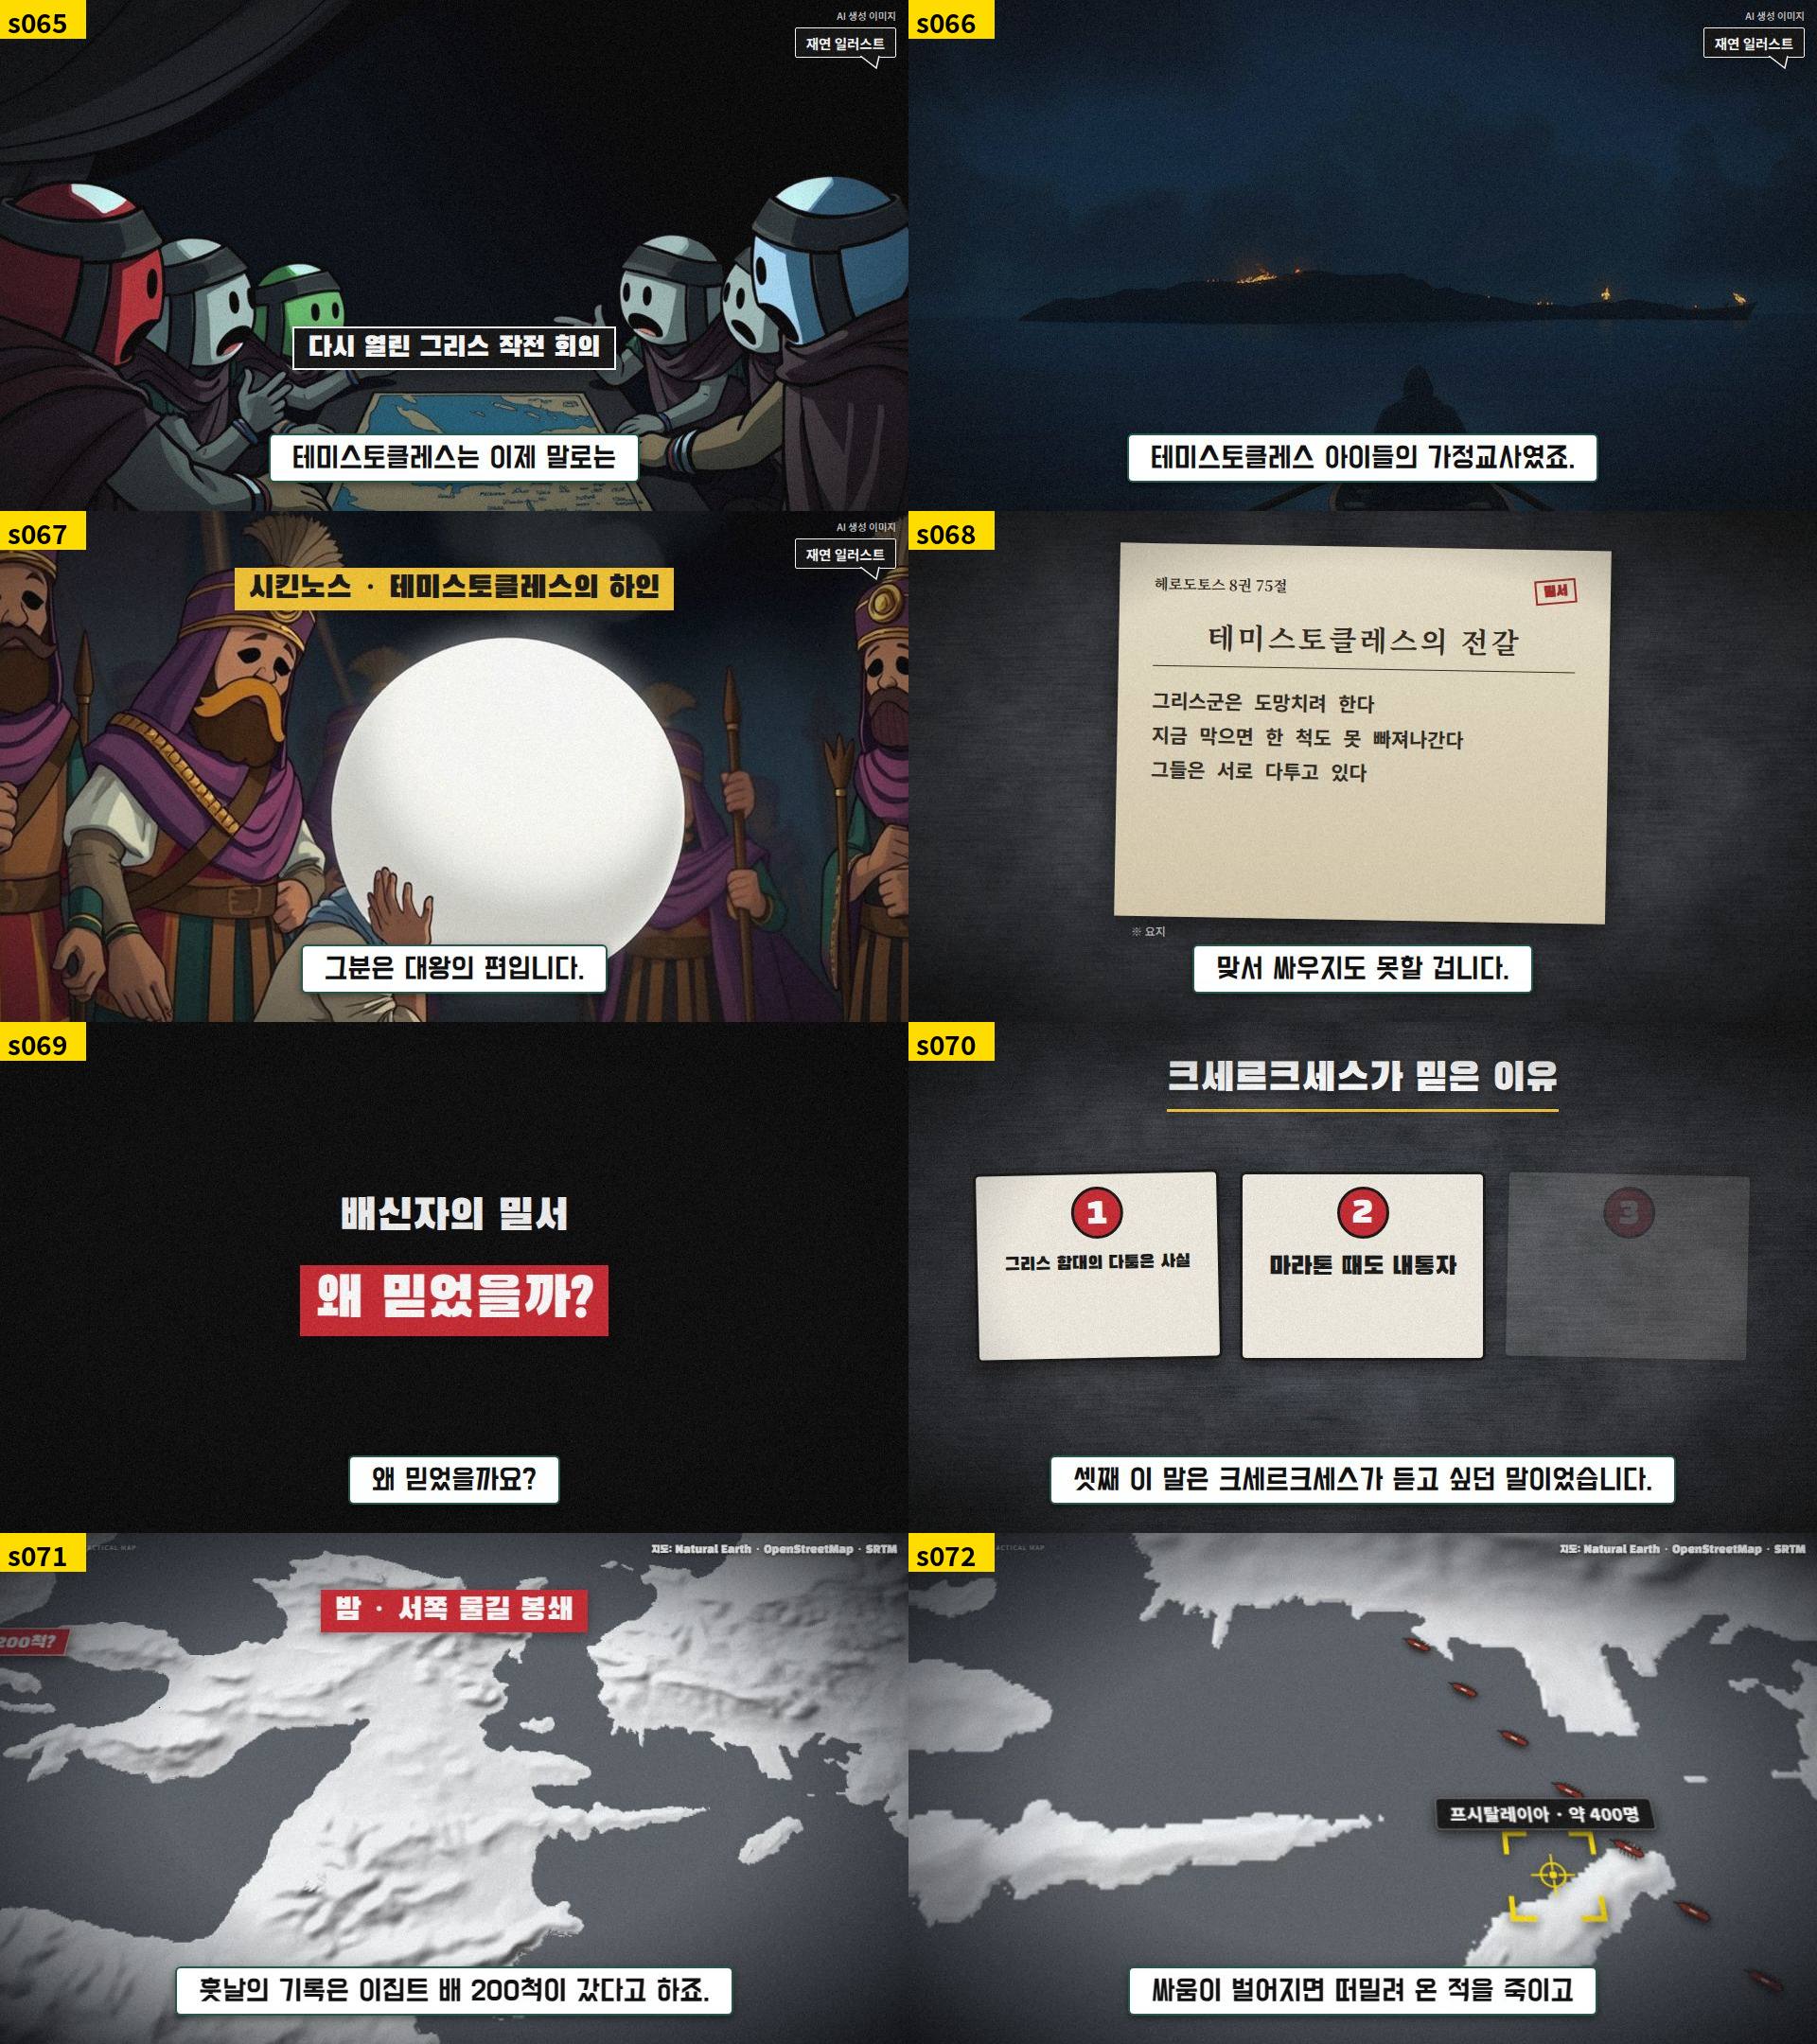 s065
AI 생성 이미지
재연 일러스트
다시 열린 그리스 작전 회의
테미스토클레스는 이제 말로는
s066
AI 생성 이미지
재연 일러스트
테미스토클레스 아이들의 가정교사였죠.
s067
AI 생성 이미지
재연 일러스트
시킨노스 · 테미스토클레스의 하인
그분은 대왕의 편입니다.
s068
헤로도토스 8권 75절
밀서
테미스토클레스의 전갈
그리스군은 도망치려 한다
지금 막으면 한 척도 못 빠져나간다
그들은 서로 다투고 있다
※ 요지
맞서 싸우지도 못할 겁니다.
s069
배신자의 밀서
왜 믿었을까?
왜 믿었을까요?
s070
크세르크세스가 믿은 이유
1
2
3
그리스 함대의 다툼은 사실
마라톤 때도 내통자
셋째 이 말은 크세르크세스가 듣고 싶던 말이었습니다.
s071
TACTICAL MAP
지도: Natural Earth · OpenStreetMap · SRTM
밤 · 서쪽 물길 봉쇄
200척?
훗날의 기록은 이집트 배 200척이 갔다고 하죠.
s072
TACTICAL MAP
지도: Natural Earth · OpenStreetMap · SRTM
프시탈레이아 · 약 400명
싸움이 벌어지면 떠밀려 온 적을 죽이고